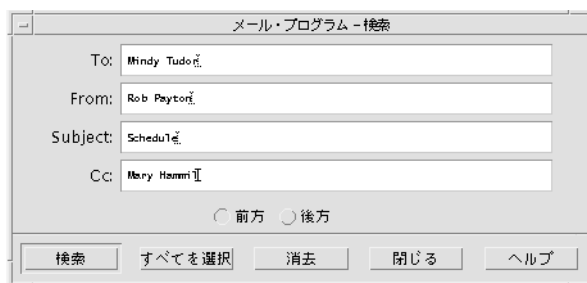 メール・プログラム – 検索
To: Mindy Tudor
From: Rob Payton
Subject: Schedule
Cc: Mary Hammil
前方 後方
検索 すべてを選択 消去 閉じる ヘルプ